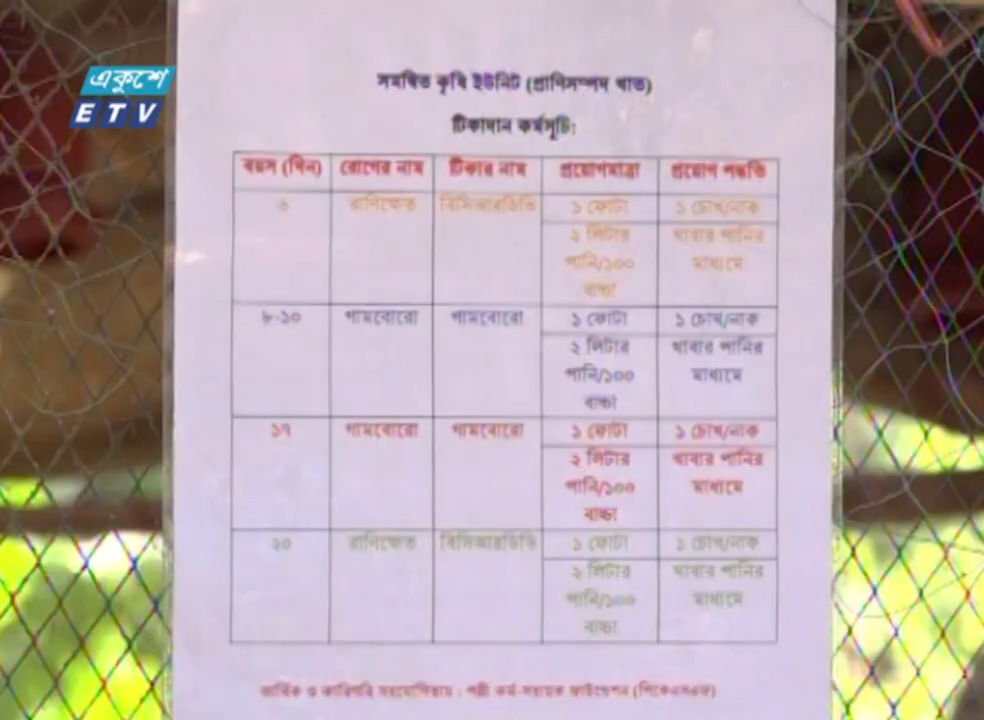 একুশে
ETV
সমন্বিত কৃষি ইউনিট (প্রাণিসম্পদ খাত)
টিকাদান কর্মসূচি:
বয়স (দিন) রোগের নাম টিকার নাম প্রয়োগমাত্রা প্রয়োগ পদ্ধতি
রানিক্ষেত বিসিআরডিভি ১ ফোটা ১ চোখ/নাক
২ লিটার খাবার পানির
পানি/১০০ মাধ্যমে
বাচ্চা
৮-১০ গামবোরো গামবোরো ১ ফোটা ১ চোখ/নাক
২ লিটার খাবার পানির
পানি/১০০ মাধ্যমে
বাচ্চা
১৭ গামবোরো গামবোরো ১ ফোটা ১ চোখ/নাক
২ লিটার খাবার পানির
পানি/১০০ মাধ্যমে
বাচ্চা
রানিক্ষেত বিসিআরডিভি ১ ফোটা ১ চোখ/নাক
২ লিটার খাবার পানির
পানি/১০০ মাধ্যমে
বাচ্চা
আর্থিক ও কারিগরি সহযোগিতায় : পল্লী কর্ম-সহায়ক ফাউন্ডেশন (পিকেএসএফ)